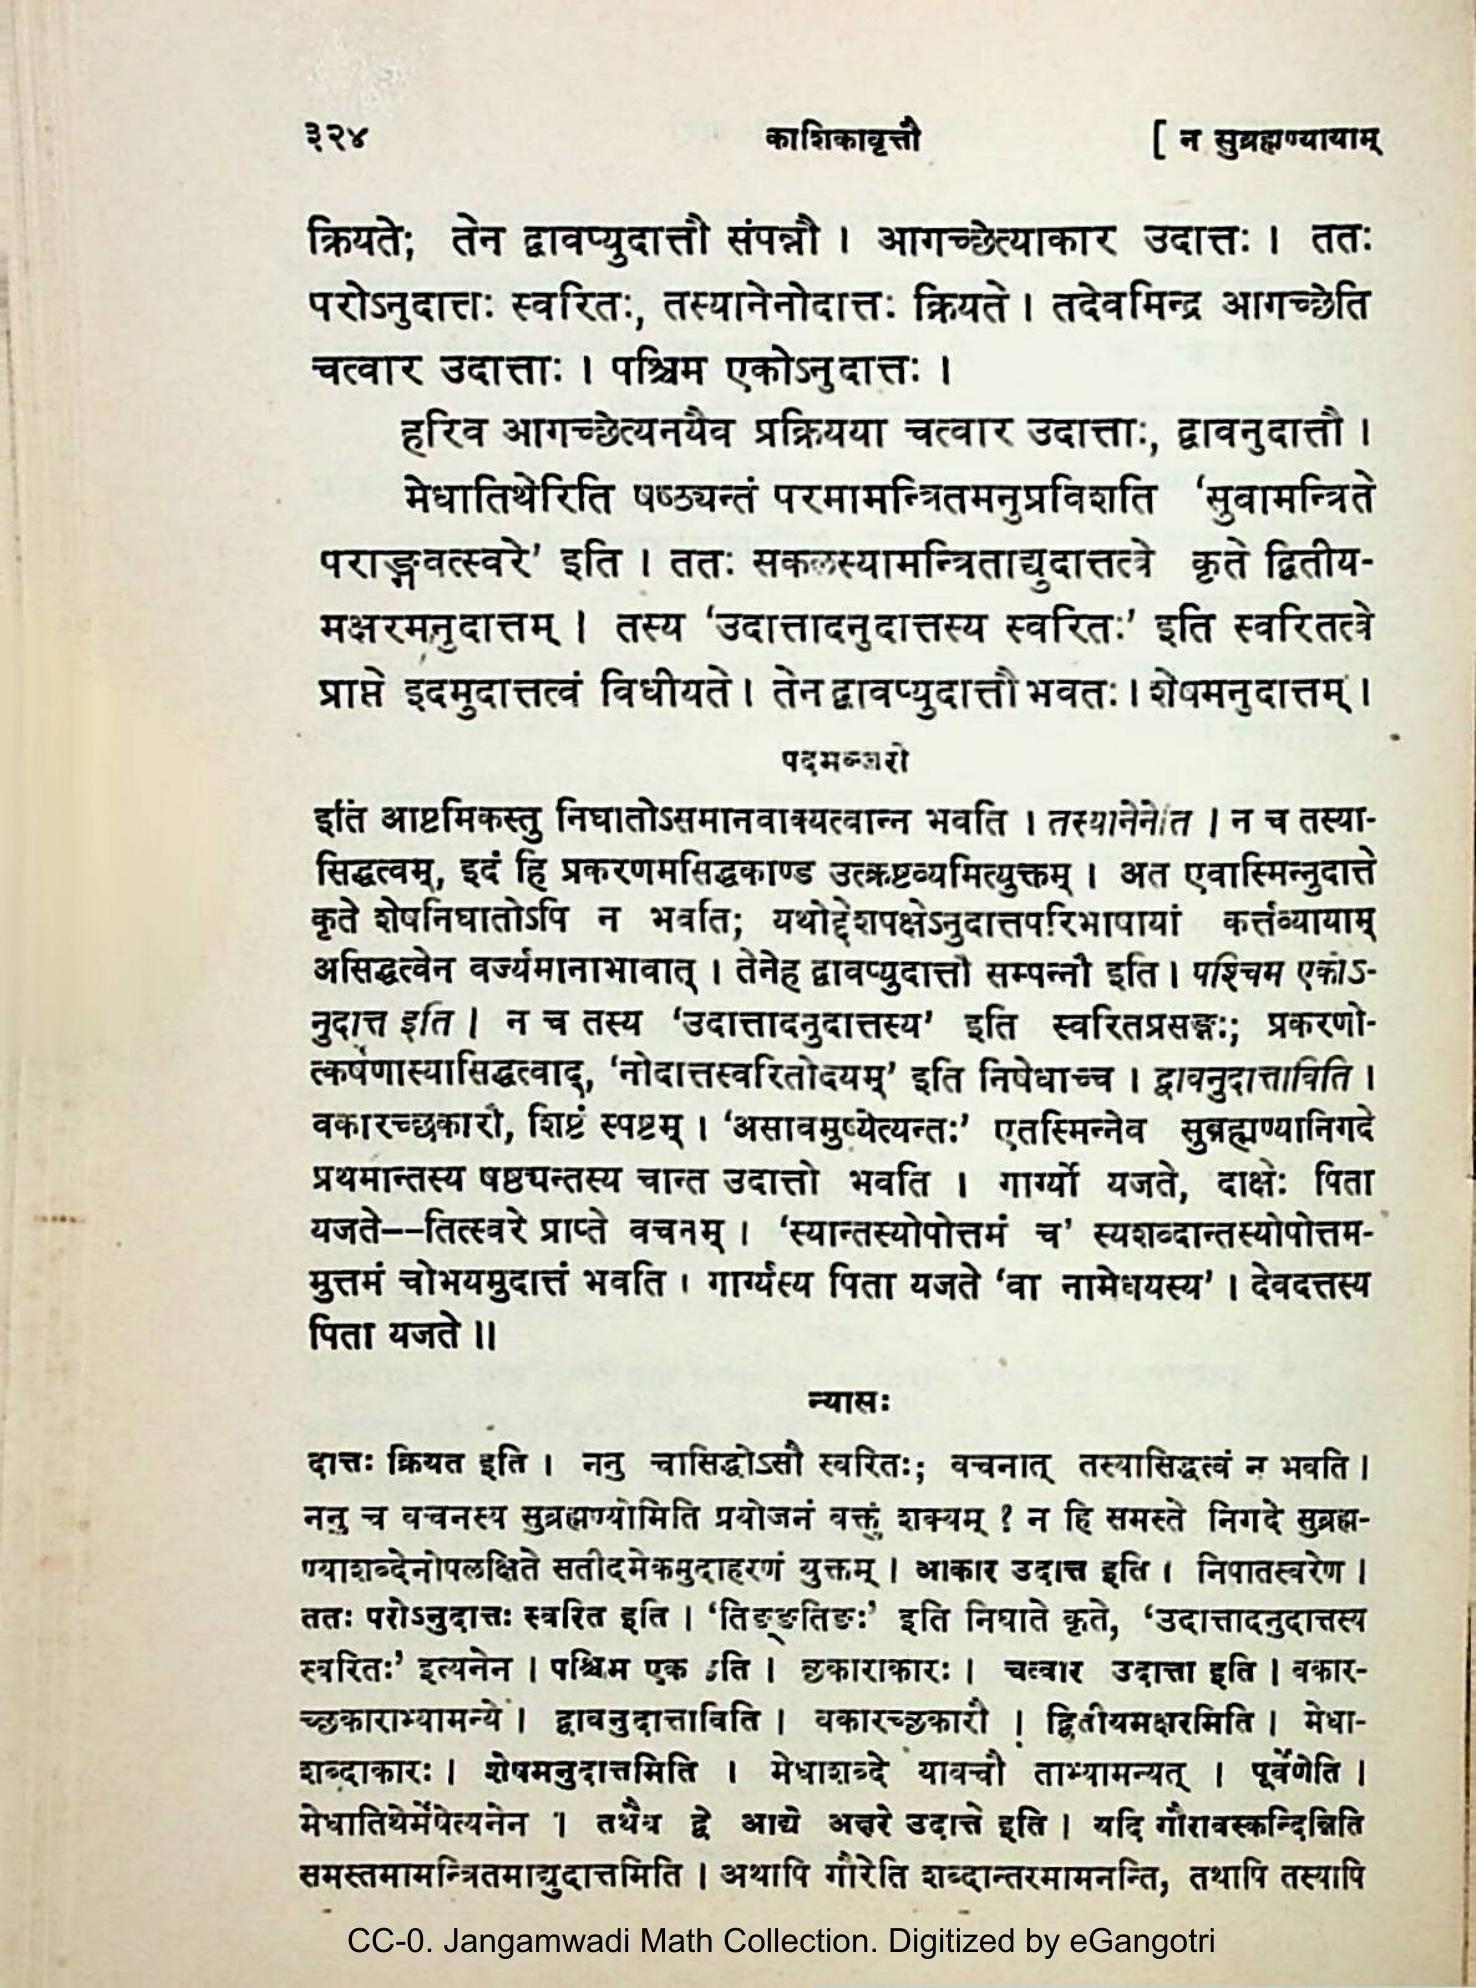 ३२४ काशिकावृत्तौ [ न सुब्रह्मण्यायाम्
क्रियते; तेन द्वावप्युदात्तौ संपन्नौ । आगच्छेत्याकार उदात्तः । ततः
परोऽनुदात्तः स्वरितः, तस्यानेनोदात्तः क्रियते । तदेवमिन्द्र आगच्छेति
चत्वार उदात्ताः । पश्चिम एकोऽनुदात्तः ।
हरिव आगच्छेत्यनयैव प्रक्रियया चत्वार उदात्ताः, द्वावनुदात्तौ ।
मेधातिथेरिति षष्ठ्यन्तं परमामन्त्रितमनुप्रविशति ‘सुबामन्त्रिते
पराङ्गवत्स्वरे’ इति । ततः सकलस्यामन्त्रिताद्युदात्तत्वे कृते द्वितीय-
मक्षरमनुदात्तम् । तस्य ‘उदात्तादनुदात्तस्य स्वरितः’ इति स्वरितत्वे
प्राप्ते इदमुदात्तत्वं विधीयते । तेन द्वावप्युदात्तौ भवतः । शेषमनुदात्तम् ।
पदमञ्जरी
इति आष्टमिकस्तु निघातोऽसमानवाक्यत्वान्न भवति । तस्यानेनेति । न च तस्या-
सिद्धत्वम्, इदं हि प्रकरणमसिद्धकाण्ड उत्क्रष्टव्यमित्युक्तम् । अत एवास्मिन्नुदात्ते
कृते शेषनिघातोऽपि न भवति; यथोद्देशपक्षेऽनुदात्तपरिभाषायां कर्त्तव्यायाम्
असिद्धत्वेन वर्ज्यमानाभावात् । तेनेह द्वावप्युदात्तौ सम्पन्नौ इति । पश्चिम एकोऽ-
नुदात्त इति । न च तस्य ‘उदात्तादनुदात्तस्य’ इति स्वरितप्रसङ्गः; प्रकरणो-
त्कर्षेणास्यासिद्धत्वाद्, ‘नोदात्तस्वरितोदयम्’ इति निषेधाच्च । द्वावनुदात्ताविति ।
वकारच्छकारौ, शिष्टं स्पष्टम् । ‘असावमुष्येत्यन्तः’ एतस्मिन्नेव सुब्रह्मण्यानिगदे
प्रथमान्तस्य षष्ठ्यन्तस्य चान्त उदात्तो भवति । गार्ग्यो यजते, दाक्षेः पिता
यजते––तित्स्वरे प्राप्ते वचनम् । ‘स्यान्तस्योपोत्तमं च’ स्यशब्दान्तस्योपोत्तम-
मुत्तमं चोभयमुदात्तं भवति । गार्ग्यस्य पिता यजते ‘वा नामेधयस्य’ । देवदत्तस्य
पिता यजते ॥
न्यासः
दात्तः क्रियत इति । ननु चासिद्धोऽसौ स्वरितः; वचनात् तस्यासिद्धत्वं न भवति ।
ननु च वचनस्य सुब्रह्मण्योमिति प्रयोजनं वक्तुं शक्यम् ? न हि समस्ते निगदे सुब्रह्म-
ण्याशब्देनोपलक्षिते सतीदमेकमुदाहरणं युक्तम् । आकार उदात्त इति । निपातस्वरेण ।
ततः परोऽनुदात्तः स्वरित इति । ‘तिङ्ङतिङः’ इति निघाते कृते, ‘उदात्तादनुदात्तस्य
स्वरितः’ इत्यनेन । पश्चिम एक इति । छकाराकारः । चत्वार उदात्ता इति । वकार-
च्छकाराभ्यामन्ये । द्वावनुदात्ताविति । वकारच्छकारौ । द्वितीयमक्षरमिति । मेधा-
शब्दाकारः । शेषमनुदात्तमिति । मेधाशब्दे यावचौ ताभ्यामन्यत् । पूर्वेणेति ।
मेधातिथेर्मेषेत्यनेन । तथैव द्वे आद्ये अक्षरे उदात्ते इति । यदि गौरावस्कन्दिन्निति
समस्तमामन्त्रितमाद्युदात्तमिति । अथापि गौरेति शब्दान्तरमामनन्ति, तथापि तस्यापि
CC-0. Jangamwadi Math Collection. Digitized by eGangotri